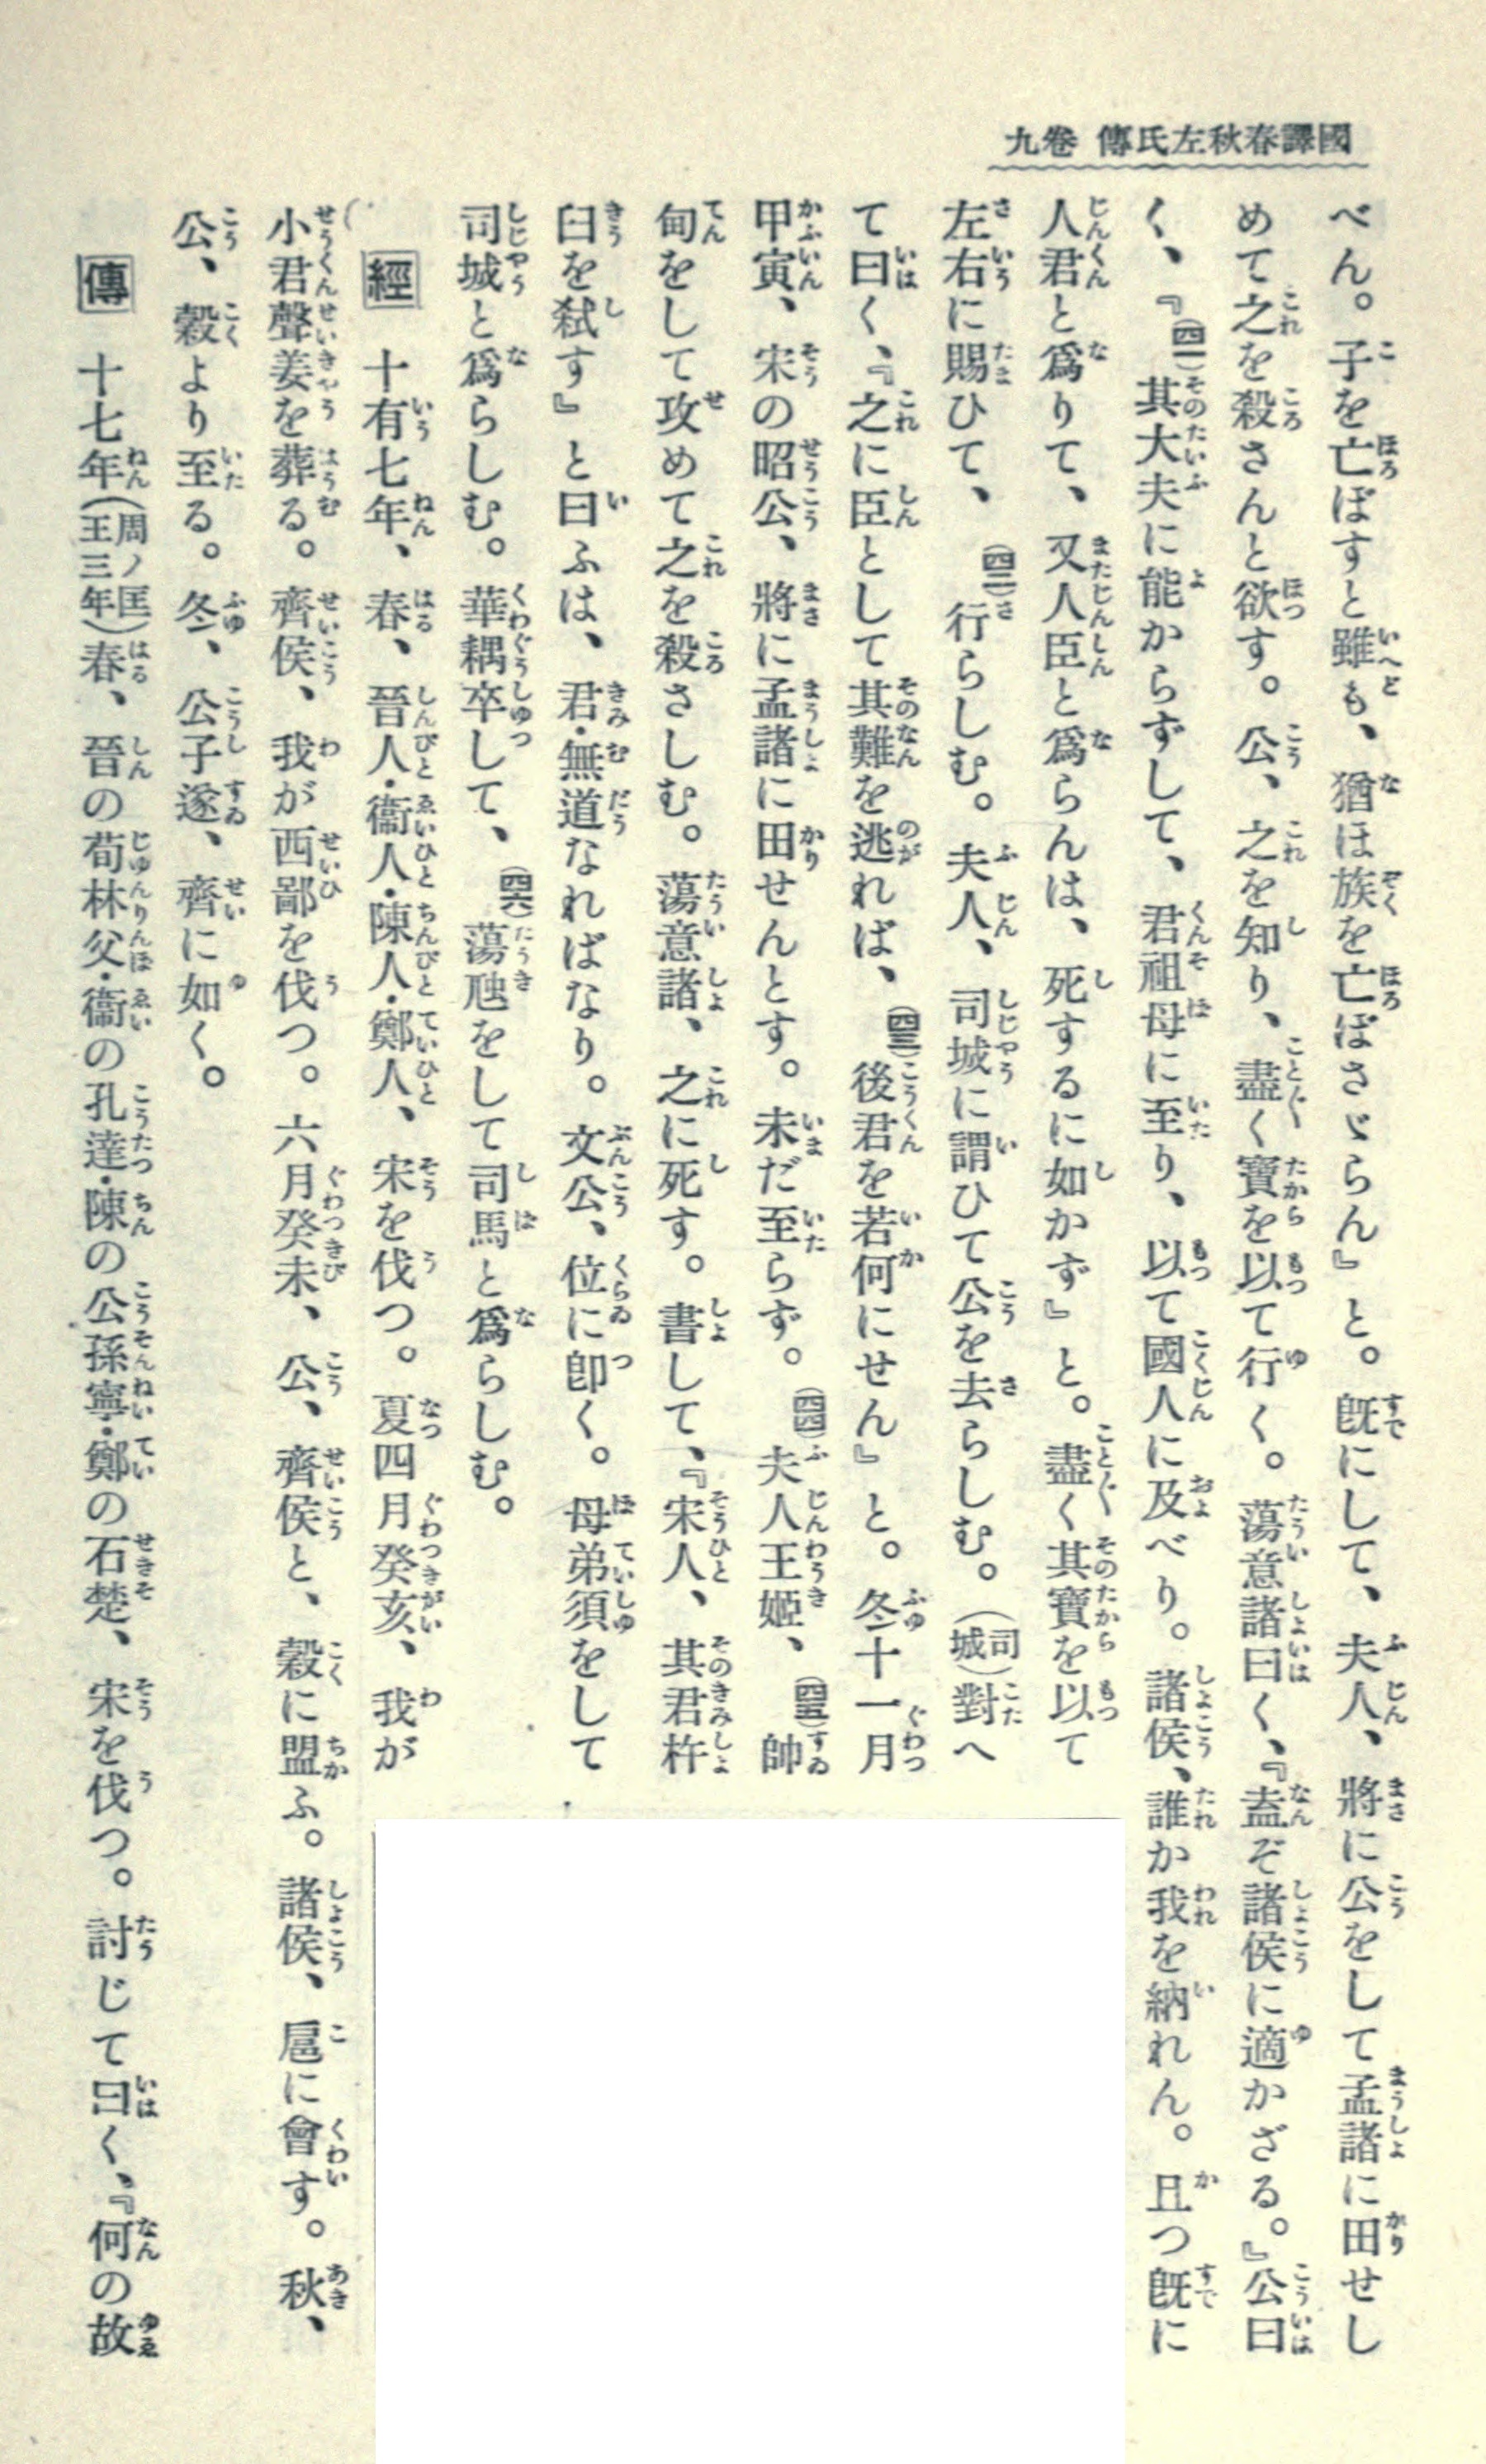 國譯春秋左氏傳 卷九
べん。子を亡ぼすと雖も、猶ほ族を亡ぼさゞらん』と。既にして、夫人、將に公をして孟諸に田せし
めて之を殺さんと欲す。公、之を知り、盡く寶を以て行く。蕩意諸曰く、『盍ぞ諸侯に適かざる。』公曰
く、『(四一)其大夫に能からずして、君祖母に至り、以て國人に及べり。諸侯、誰か我を納れん。且つ既に
人君と爲りて、又人臣と爲らんは、死するに如かず』と。盡く其寶を以て
左右に賜ひて、(四二)行らしむ。夫人、司城に謂ひて公を去らしむ。(司城)對へ
て曰く、『之に臣として其難を逃れば、(四三)後君を若何にせん』と。冬十一月
甲寅、宋の昭公、將に孟諸に田せんとす。未だ至らず。(四四)夫人王姬、(四五)帥
甸をして攻めて之を殺さしむ。蕩意諸、之に死す。書して、『宋人、其君杵
臼を弑す』と曰ふは、君・無道なればなり。文公、位に卽く。母弟須をして
司城と爲らしむ。華耦卒して、(四六)蕩虺をして司馬と爲らしむ。
經 十有七年、春、晉人・衞人・陳人・鄭人、宋を伐つ。夏四月癸亥、我が
小君聲姜を葬る。齊侯、我が西鄙を伐つ。六月癸未、公、齊侯と、穀に盟ふ。諸侯、扈に會す。秋、
公、穀より至る。冬、公子遂、齊に如く。
傳 十七年(周ノ匡王三年)春、晉の荀林父・衞の孔達・陳の公孫寧・鄭の石楚、宋を伐つ。討じて曰く、『何の故